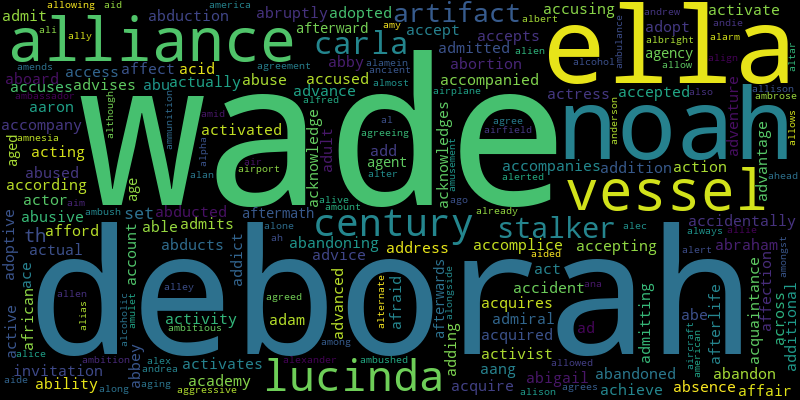 allowing aid abduction america
admit abruptly adopted artifact albert accusing andrew adopt activate
alliance ali ally afterward amy accept ella andie
carla admitted accepts alien albright alarm
amends access affect acid abby abortion agency allow align altar
aboard accuses advises abu actually abuse agreement alamein ancient accused accompanied alcohol ambulance accidents allison
wade noah
ambassador aaron although ammunition advance alfred almost airplane actress accepted also ambrose
accompany amid activated acknowledge al agreeing acknowledges agree airfield anderson adventure allows
amnesia alpha adult add
aged acting air airport agent accompanies addition action advantage ahead
abused alan alter amusement alerted vessel
according age alive
actor aim abducted amount ago already accidentally allie
abusive ambush set aftermath century stalker alec always amongst
th afford able admits alone abandoning address accomplice accepting aided alert abraham
adoptive actual account abducts addict ah advice act abe affection acquaintance
deborah
ace african allen alias alley agreed advanced alternate afraid afterwards alongside accident ana afterlife across additional
active alcoholic amulet activity ambitious adam acquires admiral ad admitting aircraft american
alice abbey alex andrea activates among ambushed adding acquired activist allowed
invitation ambition academy alexander lucinda aang abigail abandoned abandon
aide ability along aging aggressive acquire alison agrees achieve absence affair